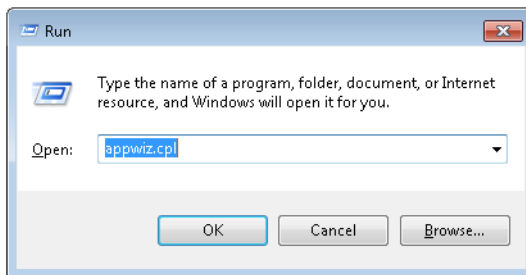 Run
Type the name of a program, folder, document, or Internet
resource, and Windows will open it for you.
Open: appwiz.cpl
OK Cancel Browse...